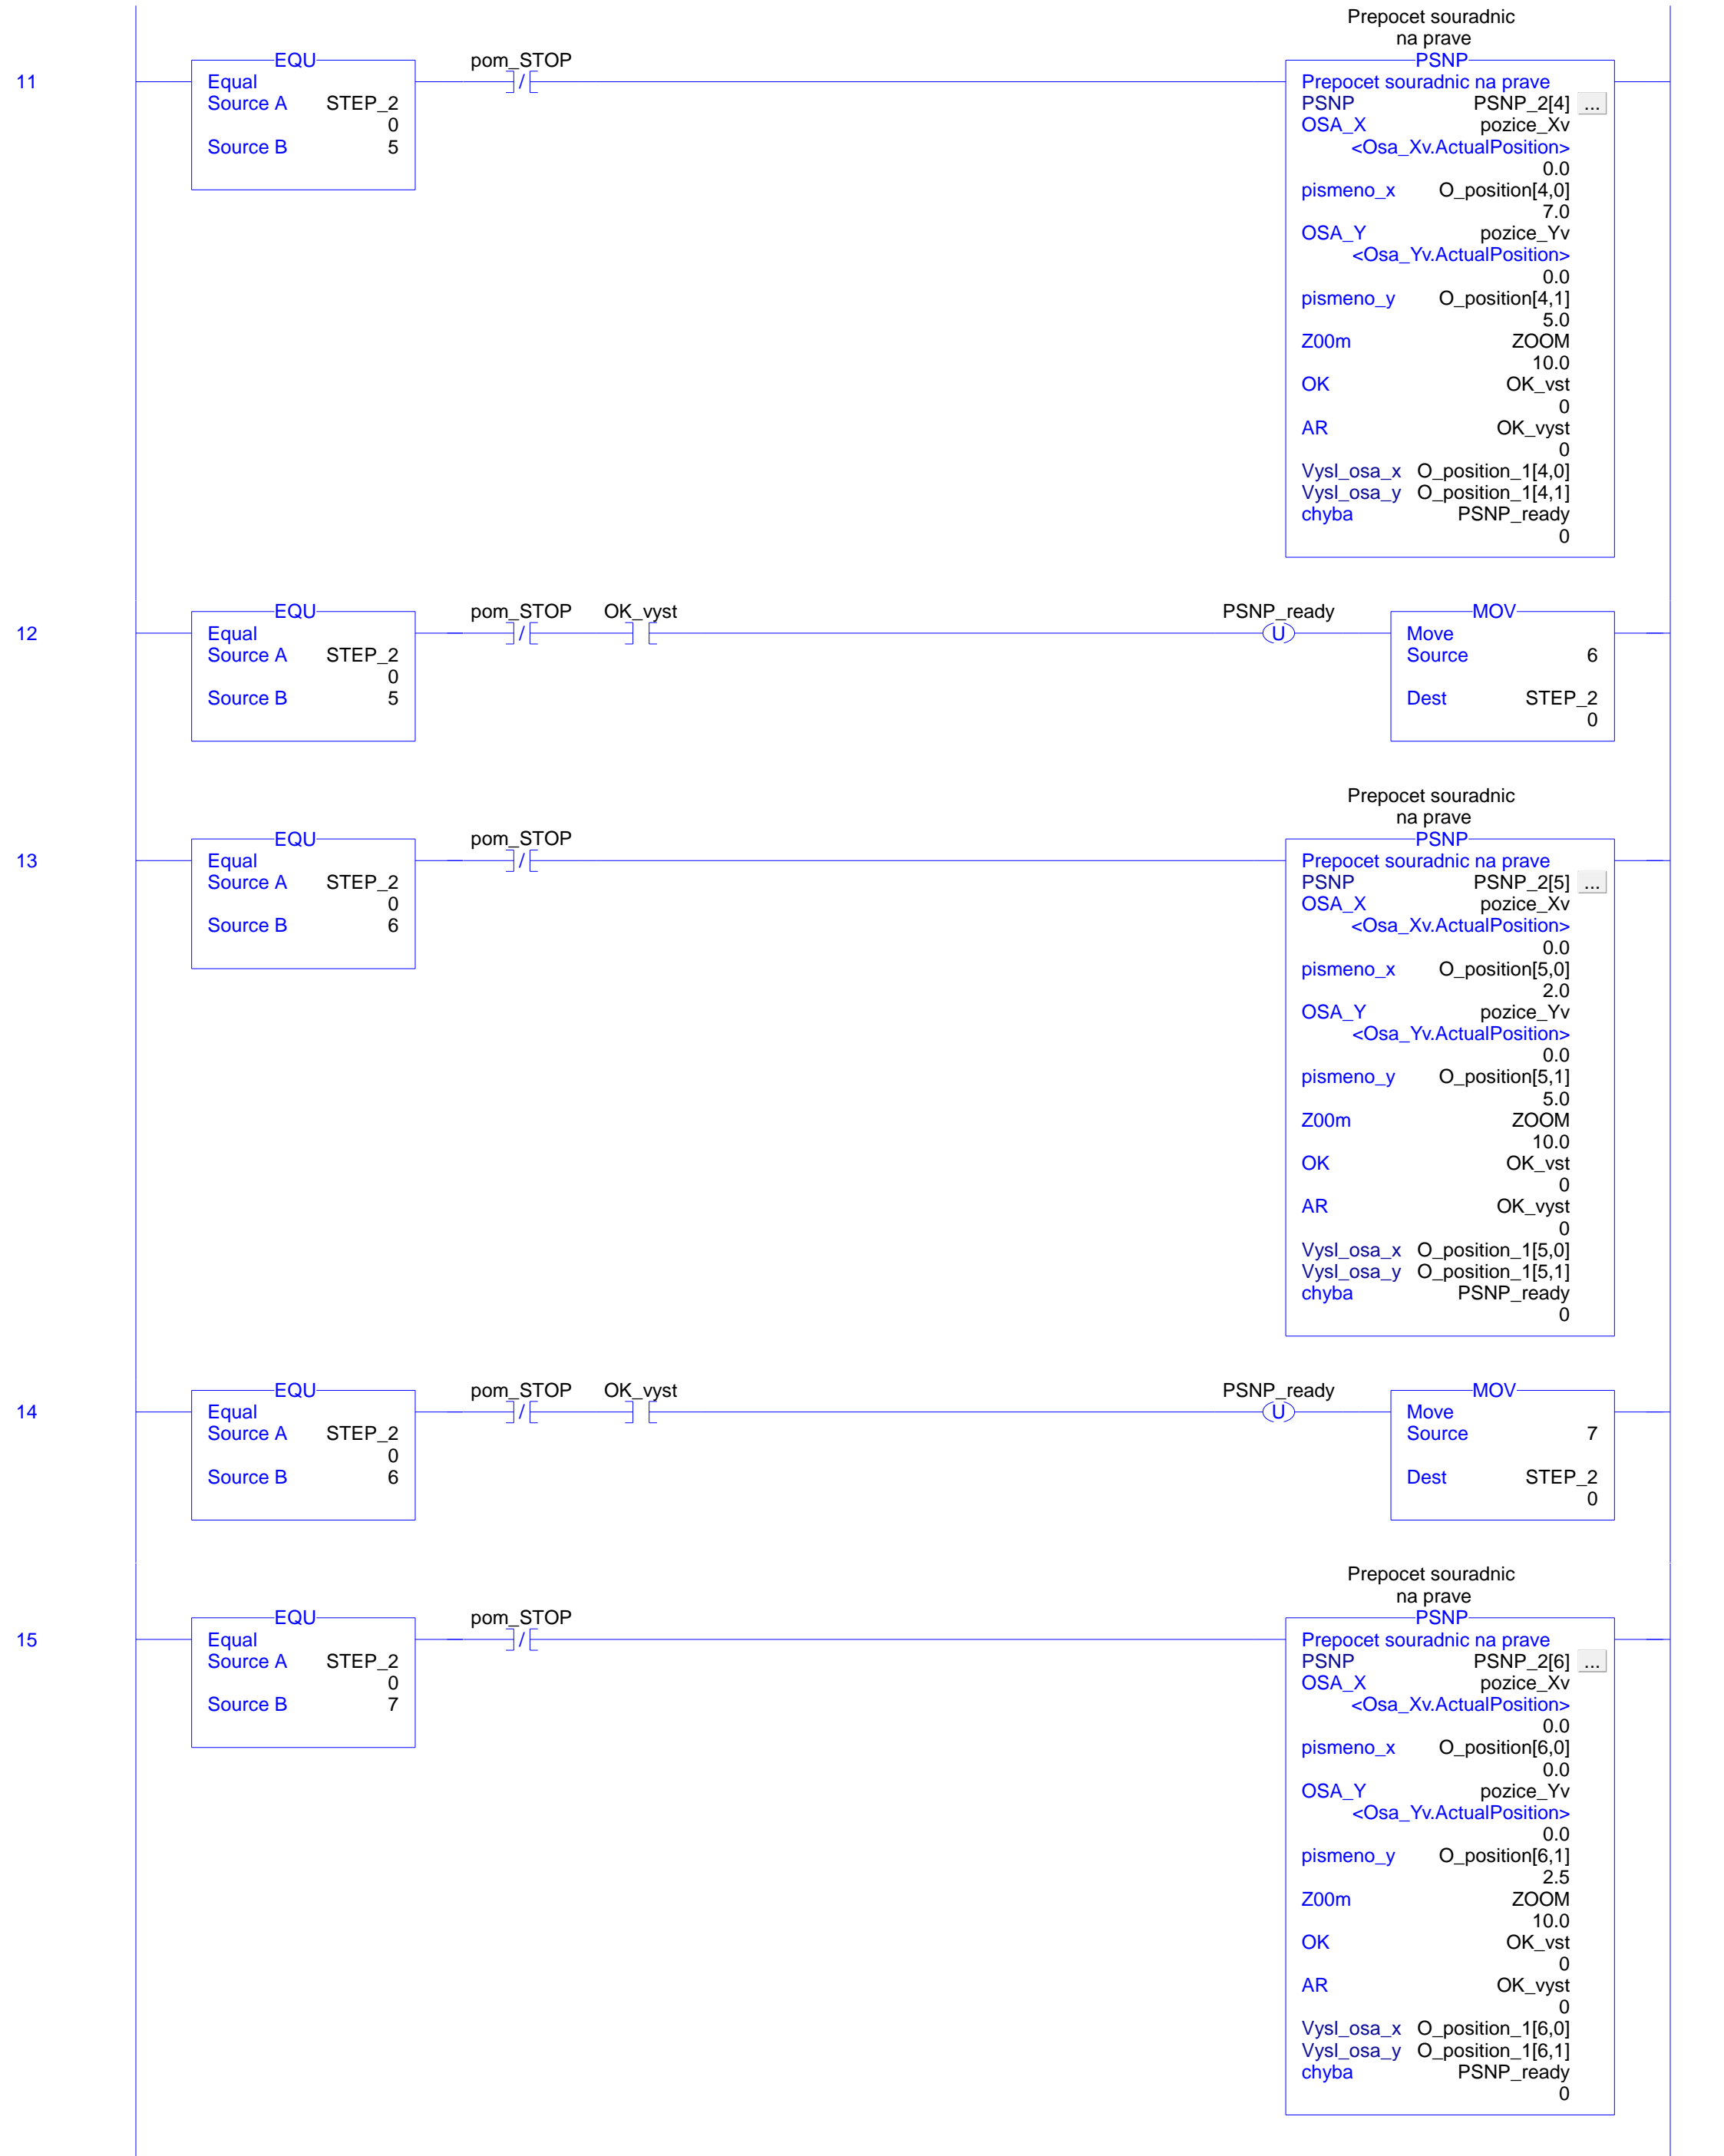 Prepocet souradnic
na prave
11
EQU
Equal
Source A STEP_2
0
Source B 5
pom_STOP
/
PSNP
Prepocet souradnic na prave
PSNP PSNP_2[4] ...
OSA_X pozice_Xv
<Osa_Xv.ActualPosition>
0.0
pismeno_x O_position[4,0]
7.0
OSA_Y pozice_Yv
<Osa_Yv.ActualPosition>
0.0
pismeno_y O_position[4,1]
5.0
Z00m ZOOM
10.0
OK OK_vst
0
AR OK_vyst
0
Vysl_osa_x O_position_1[4,0]
Vysl_osa_y O_position_1[4,1]
chyba PSNP_ready
0
12
EQU
Equal
Source A STEP_2
0
Source B 5
pom_STOP OK_vyst
/
PSNP_ready
U
MOV
Move
Source 6
Dest STEP_2
0
Prepocet souradnic
na prave
13
EQU
Equal
Source A STEP_2
0
Source B 6
pom_STOP
/
PSNP
Prepocet souradnic na prave
PSNP PSNP_2[5] ...
OSA_X pozice_Xv
<Osa_Xv.ActualPosition>
0.0
pismeno_x O_position[5,0]
2.0
OSA_Y pozice_Yv
<Osa_Yv.ActualPosition>
0.0
pismeno_y O_position[5,1]
5.0
Z00m ZOOM
10.0
OK OK_vst
0
AR OK_vyst
0
Vysl_osa_x O_position_1[5,0]
Vysl_osa_y O_position_1[5,1]
chyba PSNP_ready
0
14
EQU
Equal
Source A STEP_2
0
Source B 6
pom_STOP OK_vyst
/
PSNP_ready
U
MOV
Move
Source 7
Dest STEP_2
0
Prepocet souradnic
na prave
15
EQU
Equal
Source A STEP_2
0
Source B 7
pom_STOP
/
PSNP
Prepocet souradnic na prave
PSNP PSNP_2[6] ...
OSA_X pozice_Xv
<Osa_Xv.ActualPosition>
0.0
pismeno_x O_position[6,0]
0.0
OSA_Y pozice_Yv
<Osa_Yv.ActualPosition>
0.0
pismeno_y O_position[6,1]
2.5
Z00m ZOOM
10.0
OK OK_vst
0
AR OK_vyst
0
Vysl_osa_x O_position_1[6,0]
Vysl_osa_y O_position_1[6,1]
chyba PSNP_ready
0